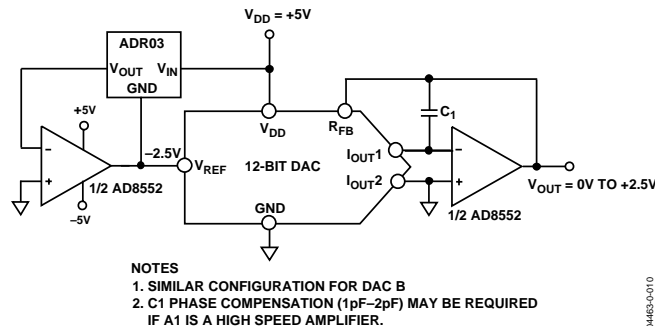 V_DD = +5V
ADR03
V_OUT V_IN
GND
+5V
–
+
–5V
1/2 AD8552
–2.5V
V_REF
V_DD
R_FB
12-BIT DAC
GND
I_OUT1
I_OUT2
C_1
–
+
1/2 AD8552
V_OUT = 0V TO +2.5V
NOTES
1. SIMILAR CONFIGURATION FOR DAC B
2. C1 PHASE COMPENSATION (1pF–2pF) MAY BE REQUIRED
IF A1 IS A HIGH SPEED AMPLIFIER.
04463-0-010